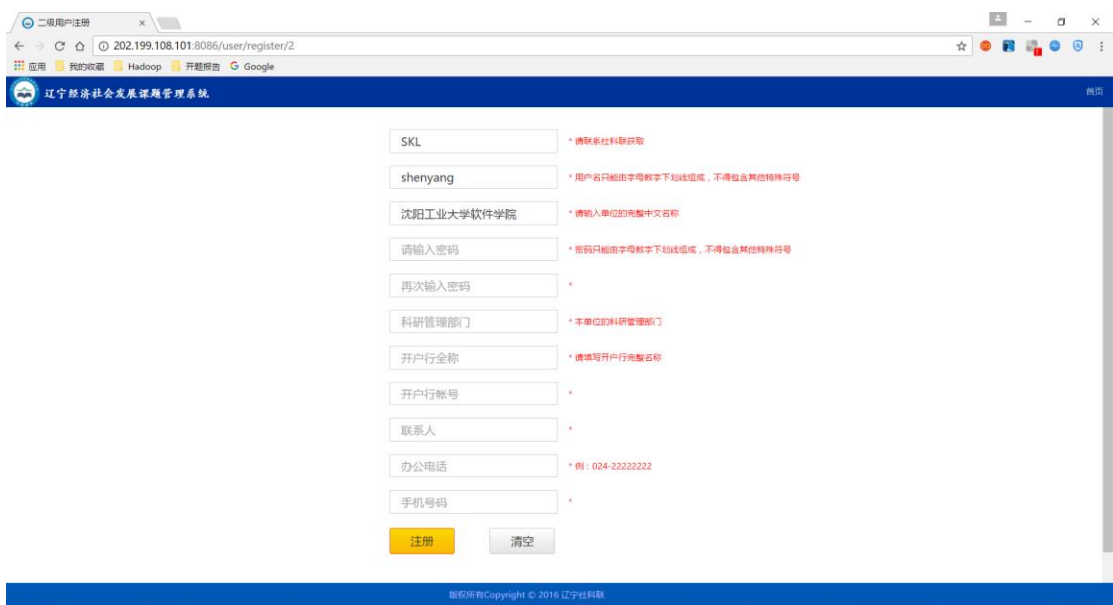 二级用户注册
202.199.108.101:8086/user/register/2
应用 我的收藏 Hadoop 开题报告 G Google
辽宁经济社会发展课题管理系统 首页
SKL * 请联系社科联获取
shenyang * 用户名只能由字母数字下划线组成，不得包含其他特殊符号
沈阳工业大学软件学院 * 请输入单位的完整中文名称
请输入密码 * 密码只能由字母数字下划线组成，不得包含其他特殊符号
再次输入密码 *
科研管理部门 * 本单位的科研管理部门
开户行全称 * 请填写开户行完整名称
开户行帐号 *
联系人 *
办公电话 * 例：024-22222222
手机号码 *
注册 清空
版权所有Copyright © 2016 辽宁社科联